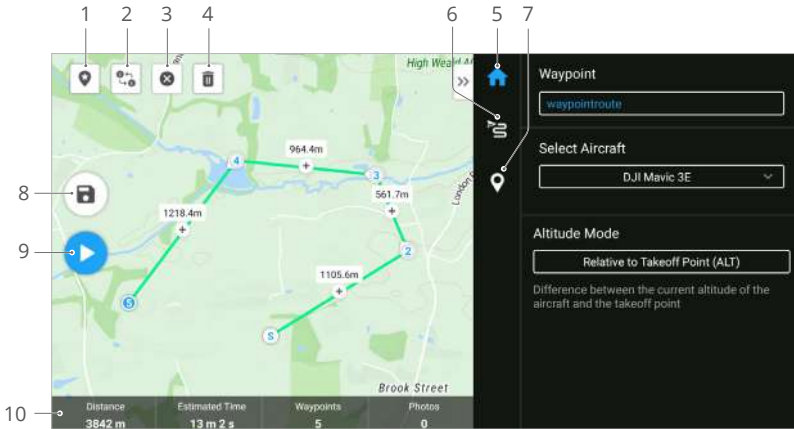 1 2 3 4 6 5 7
High Weald A
Waypoint
waypointroute
964.4m
4
3
Select Aircraft
DJI Mavic 3E
London
8
561.7m
1218.4m
9
2
Altitude Mode
Relative to Takeoff Point (ALT)
1105.6m
Difference between the current altitude of the
aircraft and the takeoff point
5
S
Brook Street
10
Distance Estimated Time Waypoints Photos
3842 m 13 m 2 s 5 0